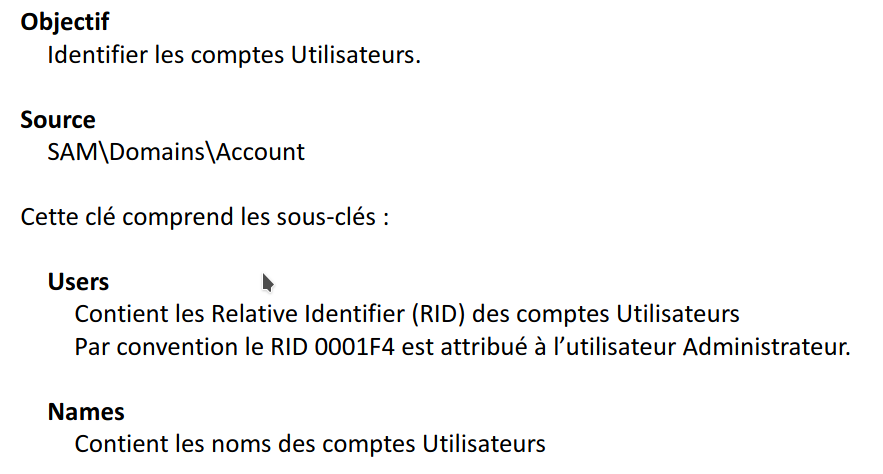 Objectif
Identifier les comptes Utilisateurs.
Source
SAM\Domains\Account
Cette clé comprend les sous-clés :
Users
Contient les Relative Identifier (RID) des comptes Utilisateurs
Par convention le RID 0001F4 est attribué à l’utilisateur Administrateur.
Names
Contient les noms des comptes Utilisateurs